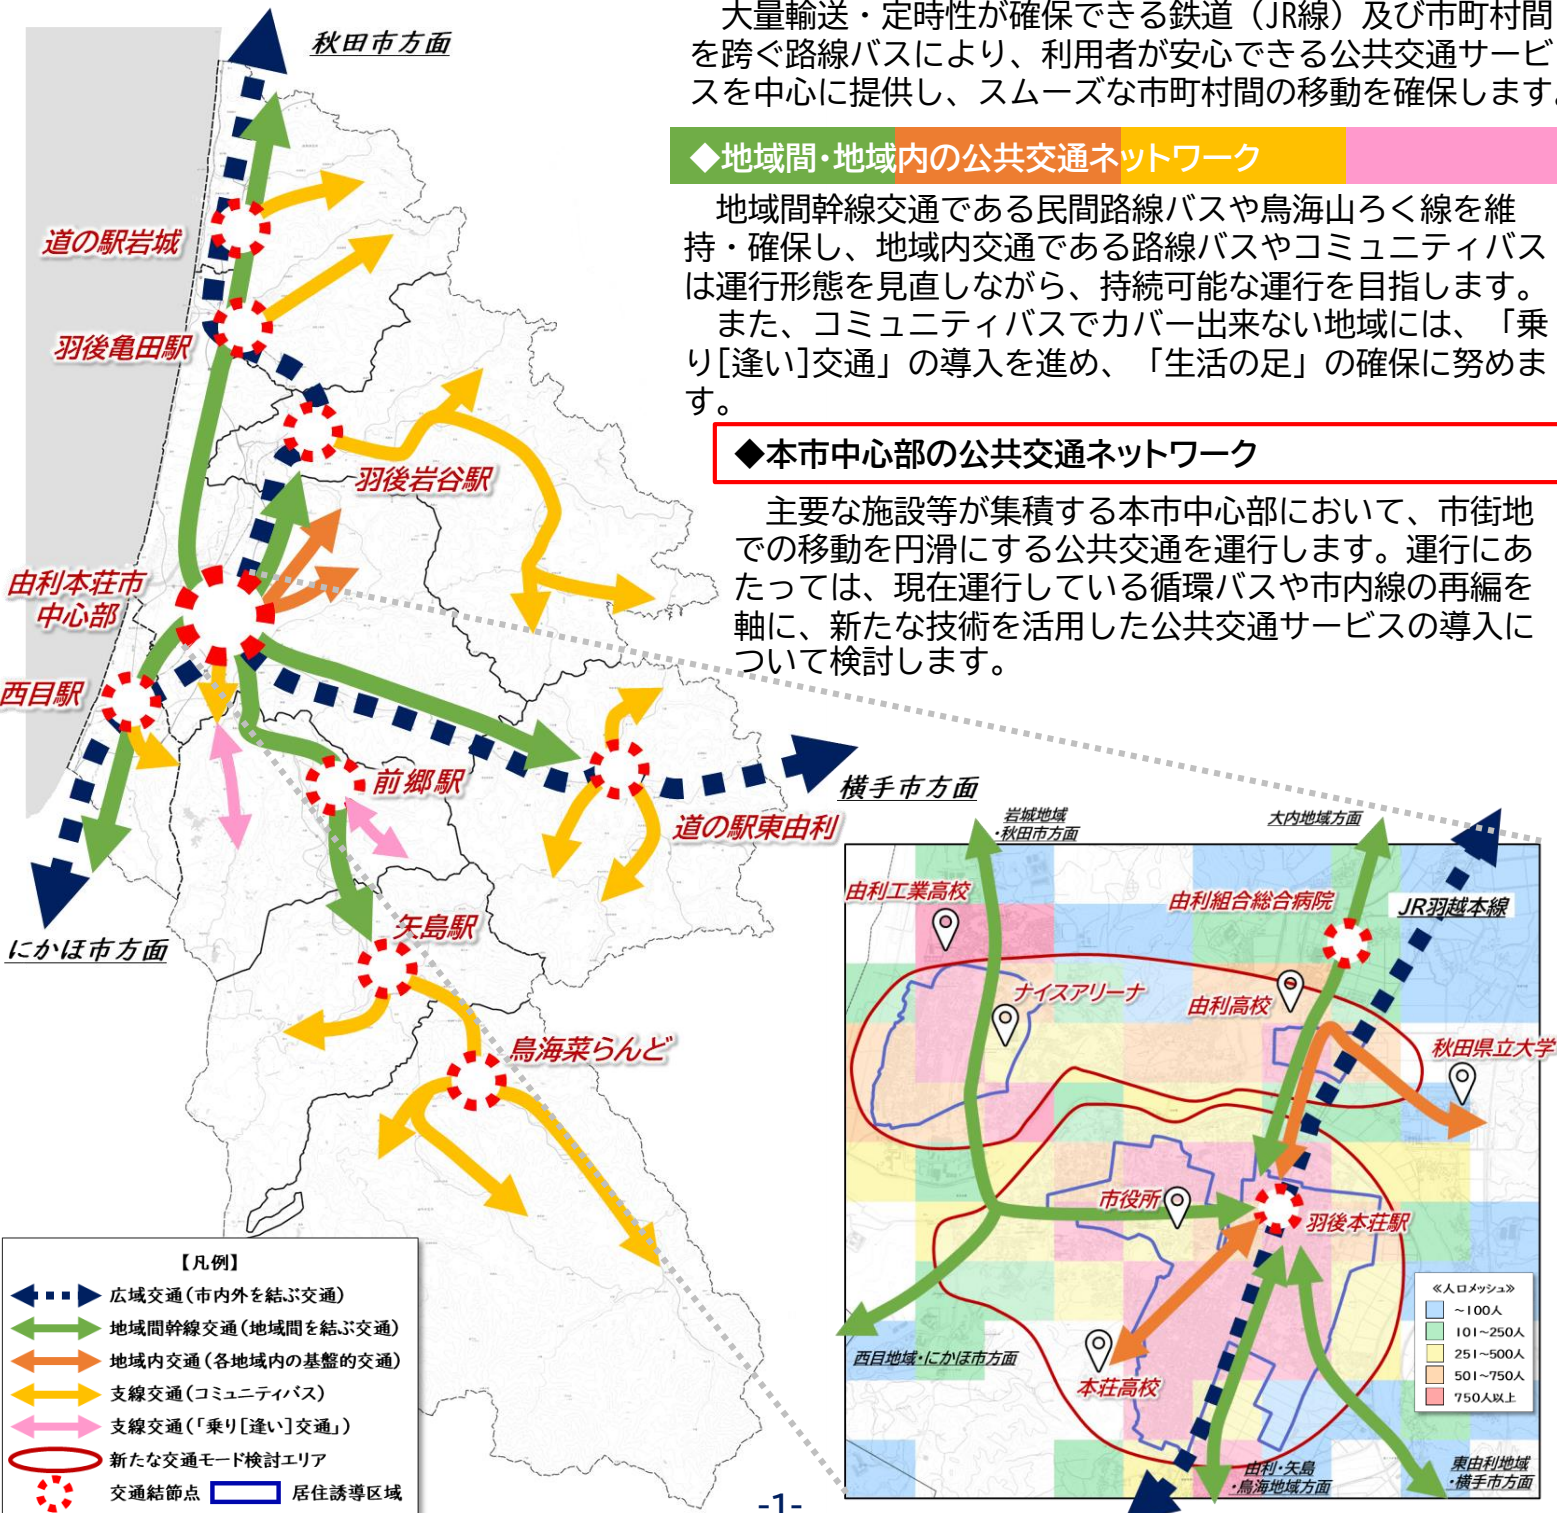 大量輸送・定時性が確保できる鉄道（JR線）及び市町村間
を跨ぐ路線バスにより、利用者が安心できる公共交通サービ
スを中心に提供し、スムーズな市町村間の移動を確保します。
◆地域間・地域内の公共交通ネットワーク
地域間幹線交通である民間路線バスや鳥海山ろく線を維
持・確保し、地域内交通である路線バスやコミュニティバス
は運行形態を見直しながら、持続可能な運行を目指します。
また、コミュニティバスでカバー出来ない地域には、「乗
り[逢い]交通」の導入を進め、「生活の足」の確保に努めま
す。
◆本市中心部の公共交通ネットワーク
主要な施設等が集積する本市中心部において、市街地
での移動を円滑にする公共交通を運行します。運行にあ
たっては、現在運行している循環バスや市内線の再編を
軸に、新たな技術を活用した公共交通サービスの導入に
ついて検討します。
秋田市方面
道の駅岩城
羽後亀田駅
羽後岩谷駅
由利本荘市
中心部
西目駅
前郷駅
道の駅東由利
横手市方面
矢島駅
にかほ市方面
鳥海菜らんど
岩城地域
・秋田市方面
大内地域方面
由利工業高校
由利組合総合病院
JR羽越本線
ナイスアリーナ
由利高校
秋田県立大学
市役所
羽後本荘駅
西目地域・にかほ市方面
本荘高校
由利・矢島
・鳥海地域方面
東由利地域
・横手市方面
≪人口メッシュ≫
～100人
101～250人
251～500人
501～750人
750人以上
【凡例】
広域交通（市内外を結ぶ交通）
地域間幹線交通（地域間を結ぶ交通）
地域内交通（各地域内の基盤的交通）
支線交通（コミュニティバス）
支線交通（「乗り[逢い]交通」）
新たな交通モード検討エリア
交通結節点 居住誘導区域
-1-